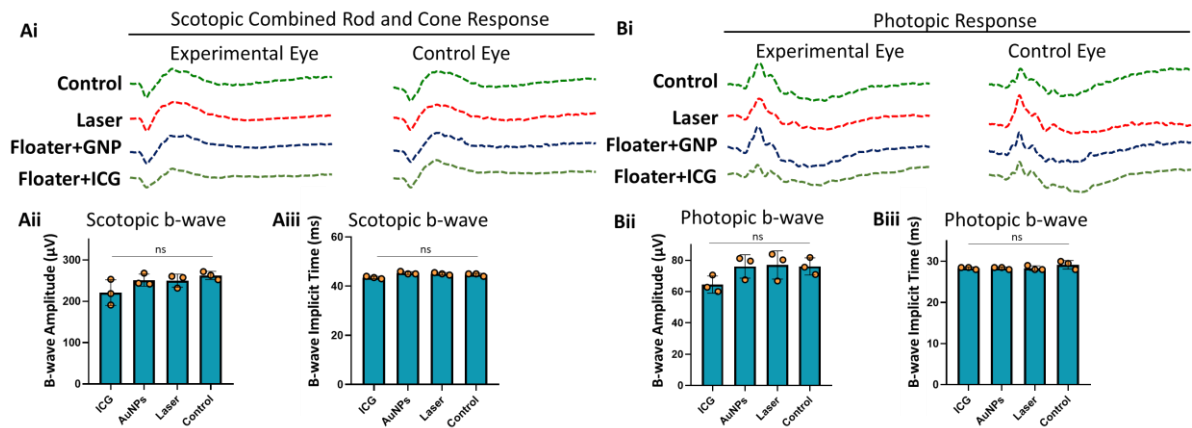 Ai
Scotopic Combined Rod and Cone Response
Experimental Eye
Control Eye
Control
Laser
Floater+GNP
Floater+ICG
Bi
Photopic Response
Experimental Eye
Control Eye
Control
Laser
Floater+GNP
Floater+ICG
Aii
Scotopic b-wave
B-wave Amplitude (µV)
300
200
100
0
ns
ICG
AuNPs
Laser
Control
Aiii
Scotopic b-wave
B-wave Implicit Time (ms)
60
40
20
0
ns
ICG
AuNPs
Laser
Control
Bii
Photopic b-wave
B-wave Amplitude (µV)
80
60
40
20
0
ns
ICG
AuNPs
Laser
Control
Biii
Photopic b-wave
B-wave Implicit Time (ms)
30
20
10
0
ns
ICG
AuNPs
Laser
Control